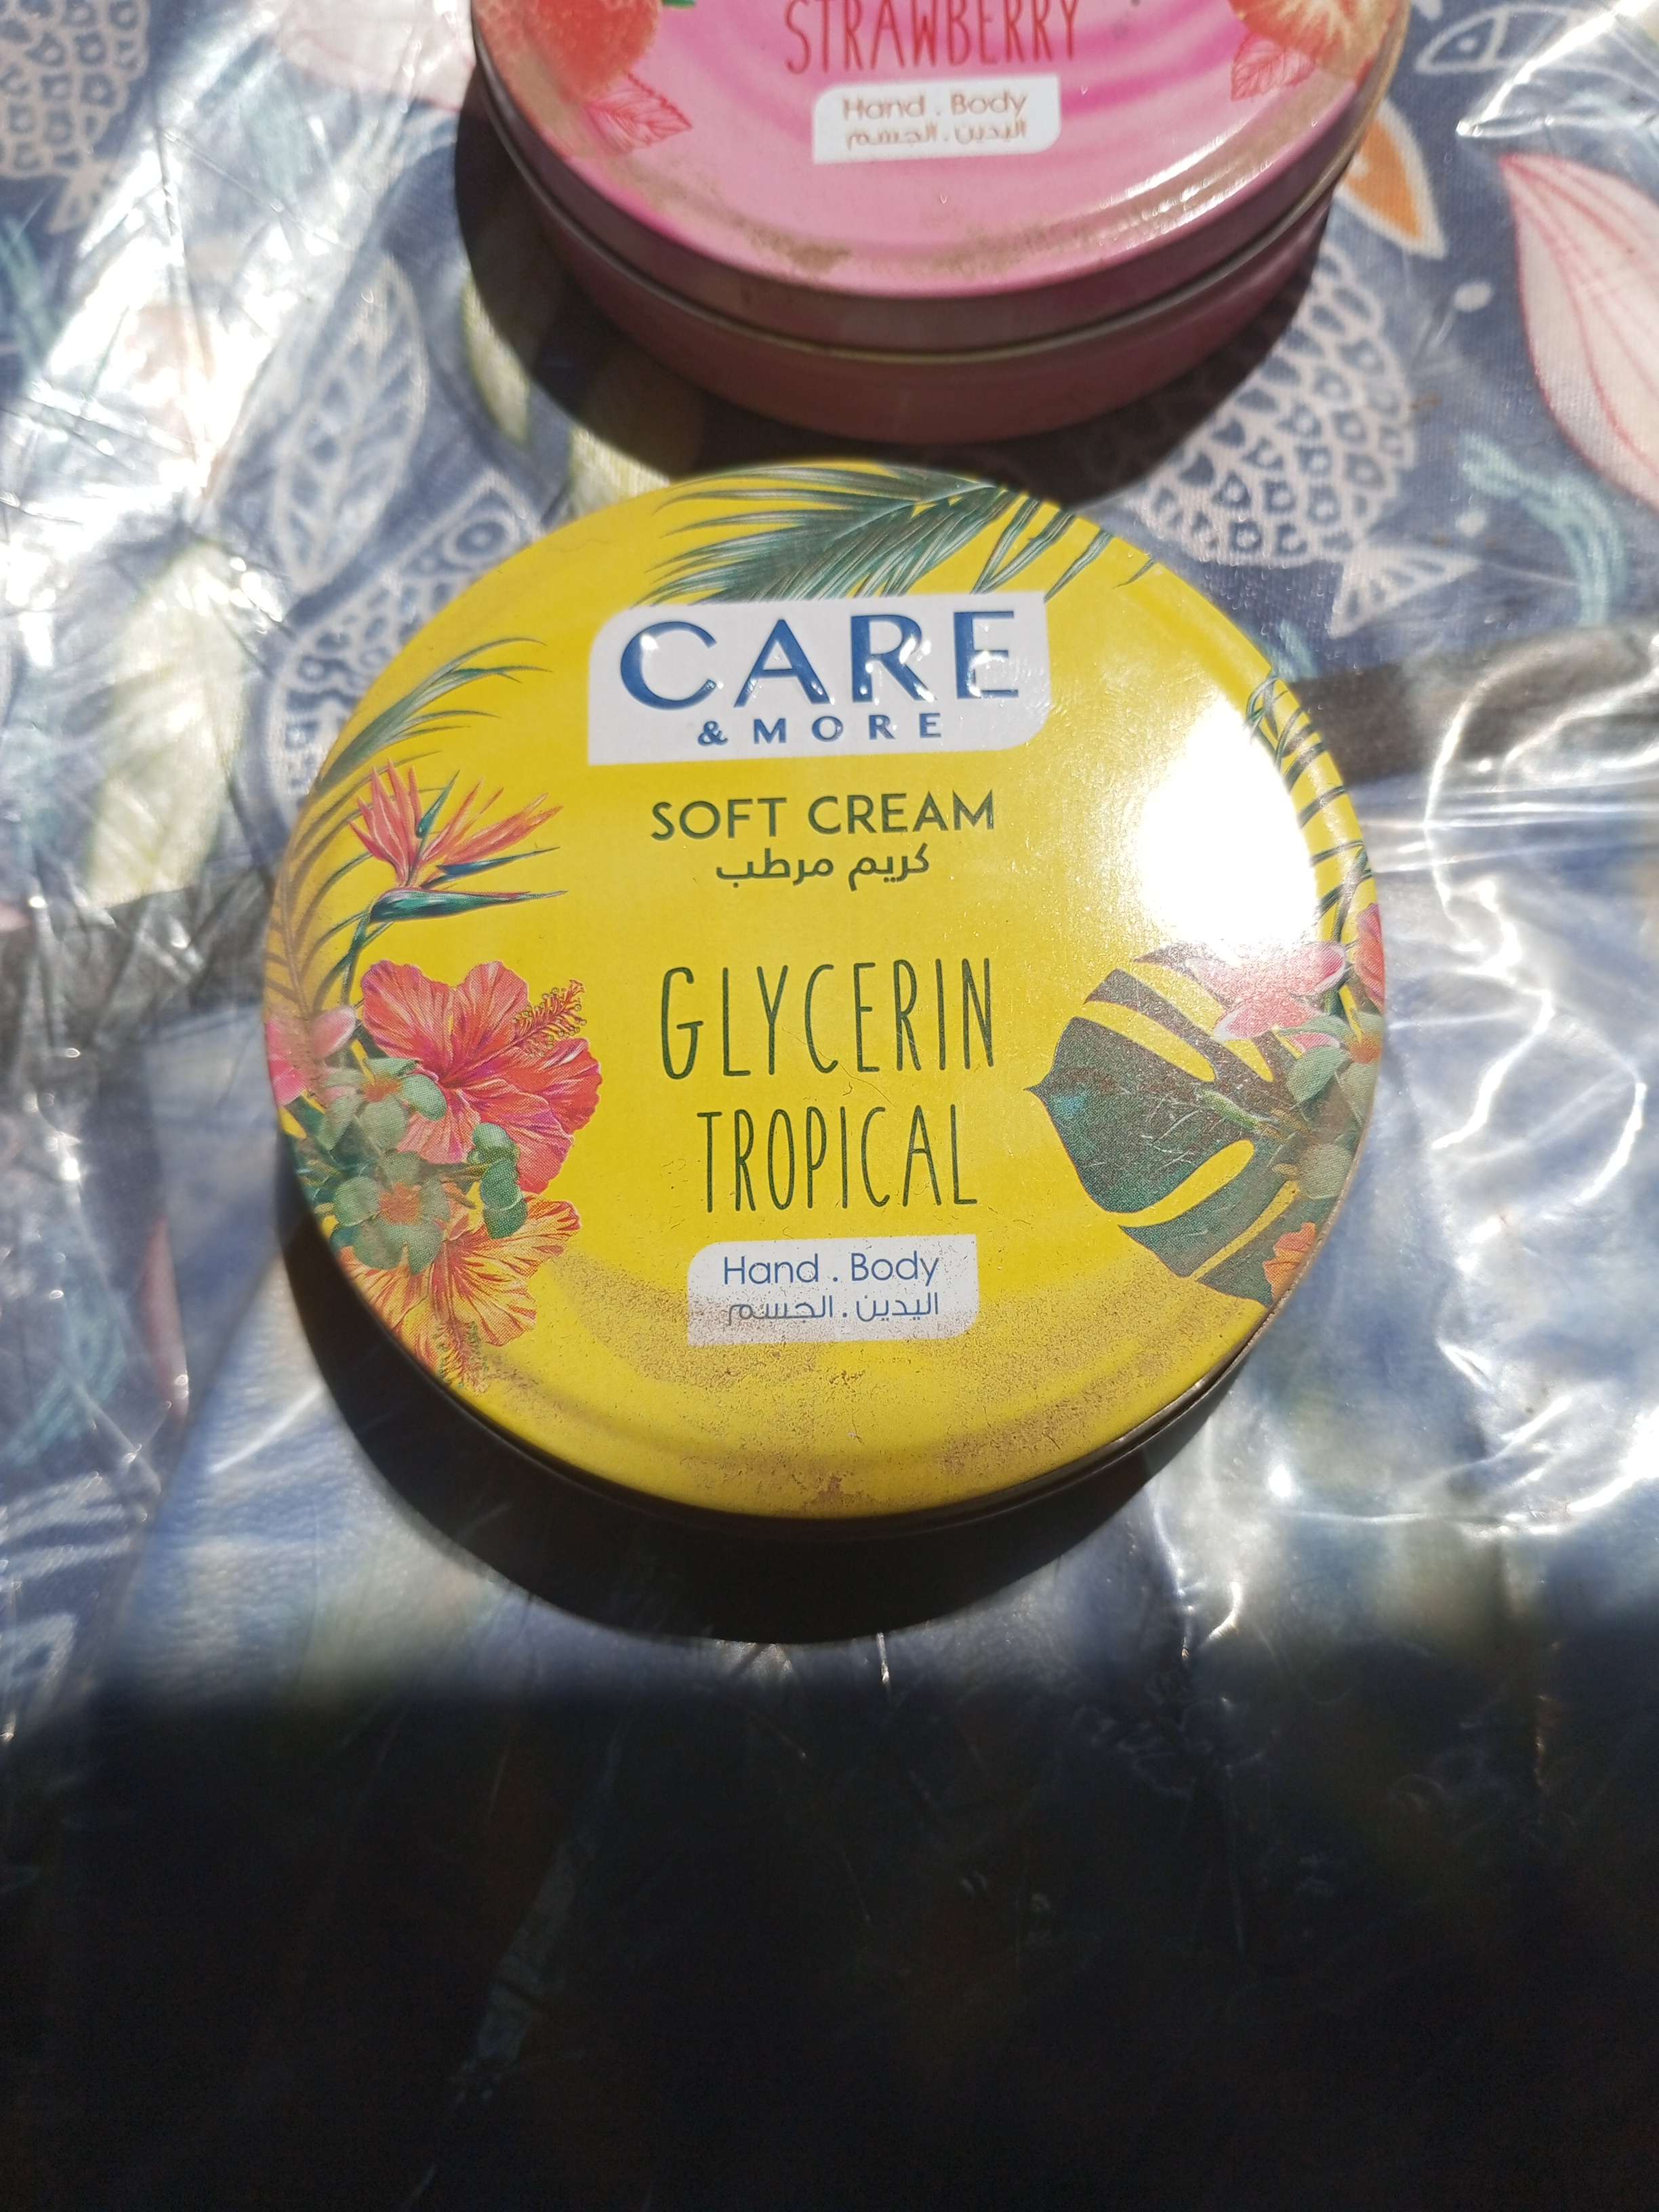 STRAWBERRY
Hand . Body
اليدين . الجسم
CARE
& MORE
SOFT CREAM
كريم مرطب
GLYCERIN
TROPICAL
Hand . Body
اليدين . الجسم